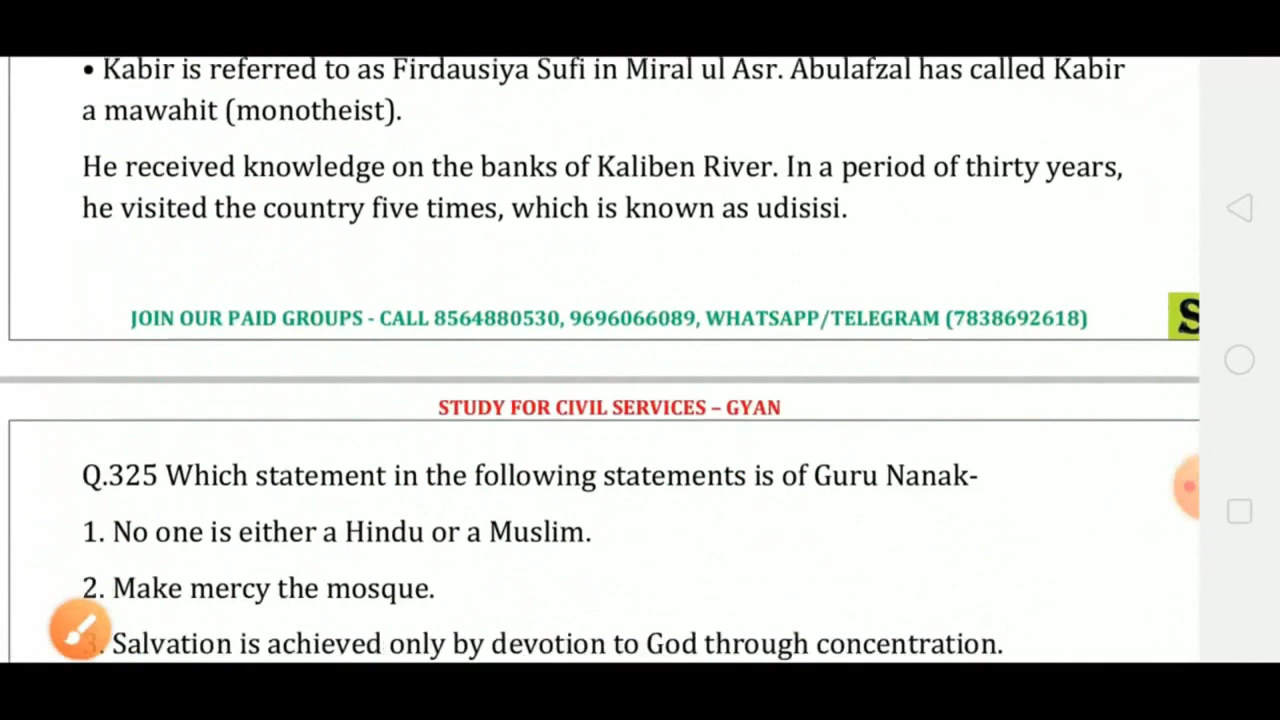 • Kabir is referred to as Firdausiya Sufi in Miral ul Asr. Abulafzal has called Kabir
a mawahit (monotheist).
He received knowledge on the banks of Kaliben River. In a period of thirty years,
he visited the country five times, which is known as udisisi.
JOIN OUR PAID GROUPS - CALL 8564880530, 9696066089, WHATSAPP/TELEGRAM (7838692618)
S
STUDY FOR CIVIL SERVICES – GYAN
Q.325 Which statement in the following statements is of Guru Nanak-
1. No one is either a Hindu or a Muslim.
2. Make mercy the mosque.
3. Salvation is achieved only by devotion to God through concentration.